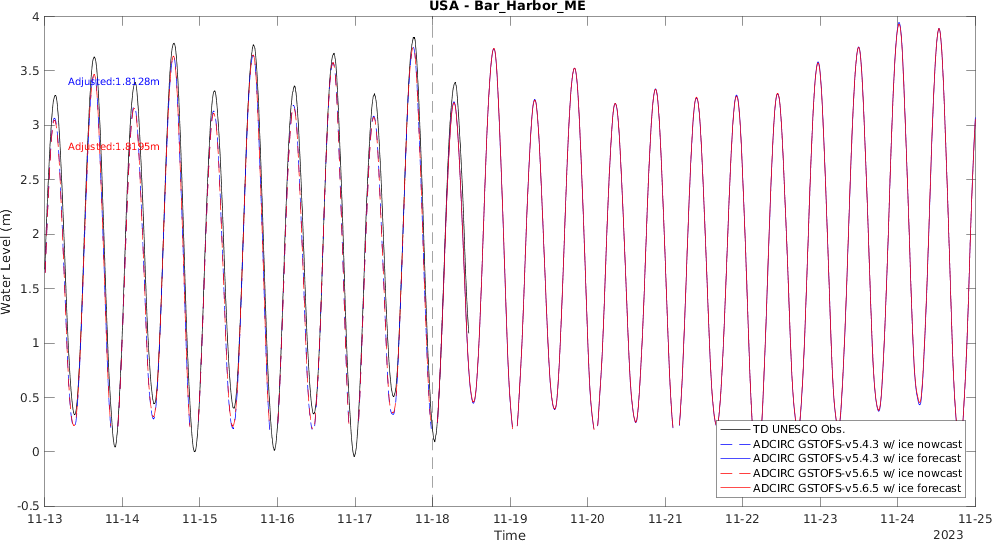 USA - Bar_Harbor_ME
4
3.5
3
2.5
2
1.5
1
0.5
0
-0.5
Water Level (m)
Adjusted:1.8128m
Adjusted:1.8195m
TD UNESCO Obs.
ADCIRC GSTOFS-v5.4.3 w/ ice nowcast
ADCIRC GSTOFS-v5.4.3 w/ ice forecast
ADCIRC GSTOFS-v5.6.5 w/ ice nowcast
ADCIRC GSTOFS-v5.6.5 w/ ice forecast
11-13 11-14 11-15 11-16 11-17 11-18 11-19 11-20 11-21 11-22 11-23 11-24 11-25
Time
2023